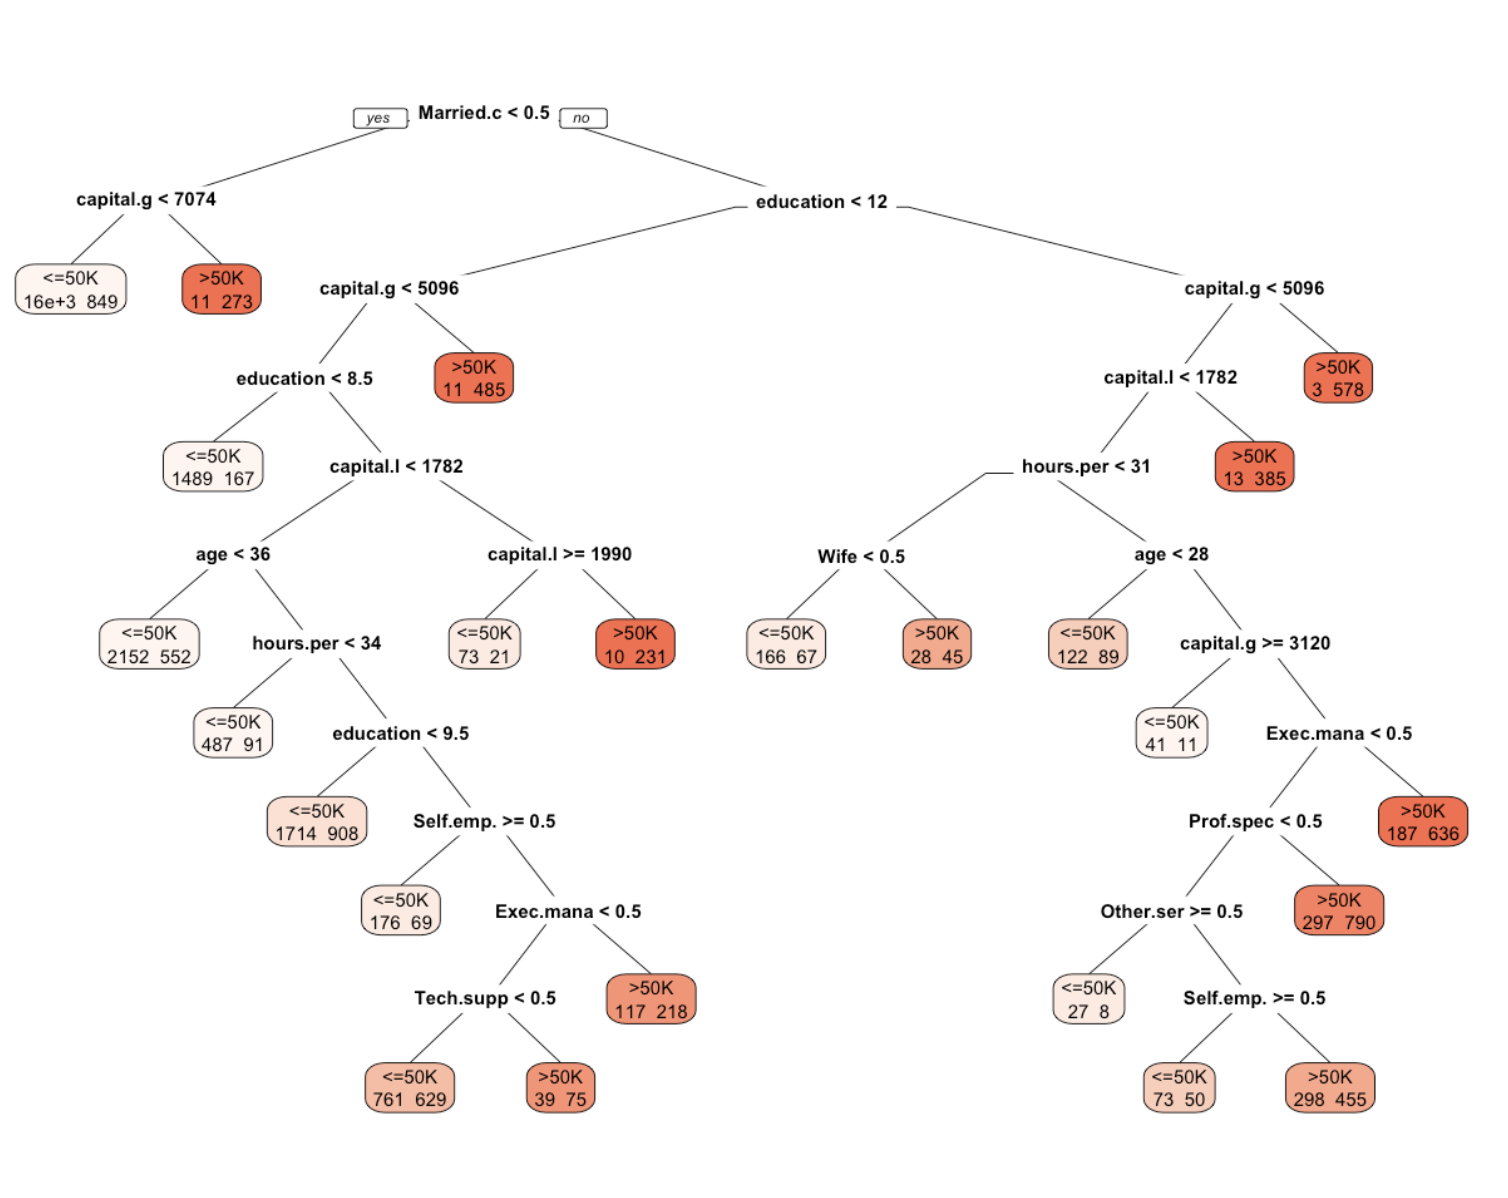 yes
Married.c < 0.5
no
capital.g < 7074
education < 12
<=50K
16e+3 849
>50K
11 273
capital.g < 5096
capital.g < 5096
education < 8.5
>50K
11 485
capital.l < 1782
>50K
3 578
<=50K
1489 167
capital.l < 1782
hours.per < 31
>50K
13 385
age < 36
capital.l >= 1990
Wife < 0.5
age < 28
<=50K
2152 552
hours.per < 34
<=50K
73 21
>50K
10 231
<=50K
166 67
>50K
28 45
<=50K
122 89
capital.g >= 3120
<=50K
487 91
education < 9.5
<=50K
41 11
Exec.mana < 0.5
<=50K
1714 908
Self.emp. >= 0.5
Prof.spec < 0.5
>50K
187 636
<=50K
176 69
Exec.mana < 0.5
Other.ser >= 0.5
>50K
297 790
Tech.supp < 0.5
>50K
117 218
<=50K
27 8
Self.emp. >= 0.5
<=50K
761 629
>50K
39 75
<=50K
73 50
>50K
298 455